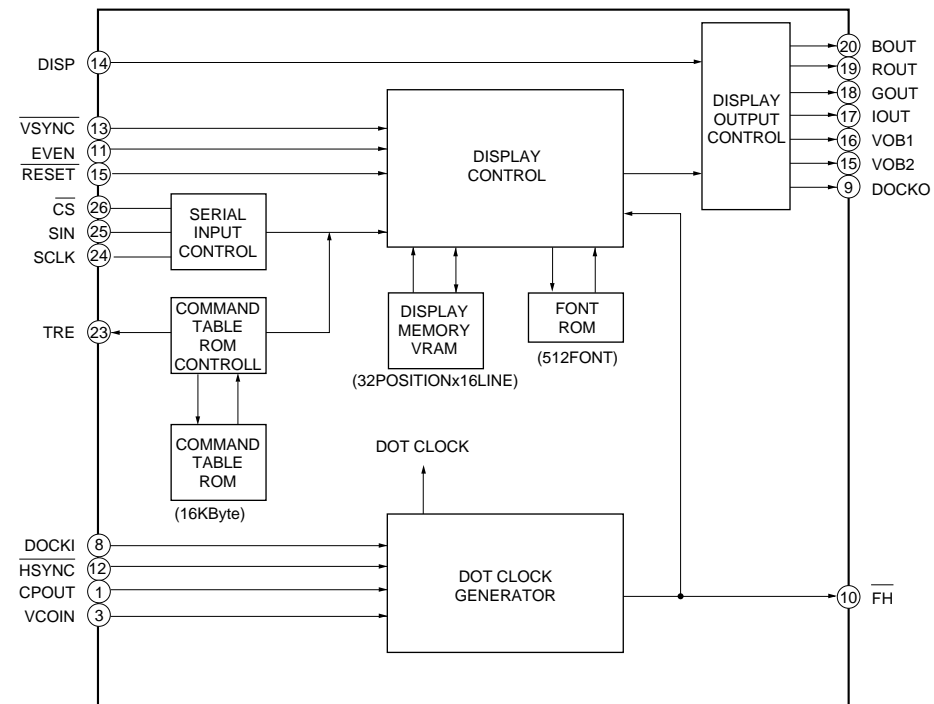 DISP 14
VSYNC 13
EVEN 11
RESET 15
CS 26
SIN 25
SCLK 24
TRE 23
DOCKI 8
HSYNC 12
CPOUT 1
VCOIN 3
SERIAL
INPUT
CONTROL
COMMAND
TABLE
ROM
CONTROLL
COMMAND
TABLE
ROM
(16KByte)
DISPLAY
CONTROL
DISPLAY
MEMORY
VRAM
(32POSITIONx16LINE)
FONT
ROM
(512FONT)
DOT CLOCK
DOT CLOCK
GENERATOR
DISPLAY
OUTPUT
CONTROL
20 BOUT
19 ROUT
18 GOUT
17 IOUT
16 VOB1
15 VOB2
9 DOCKO
10 FH